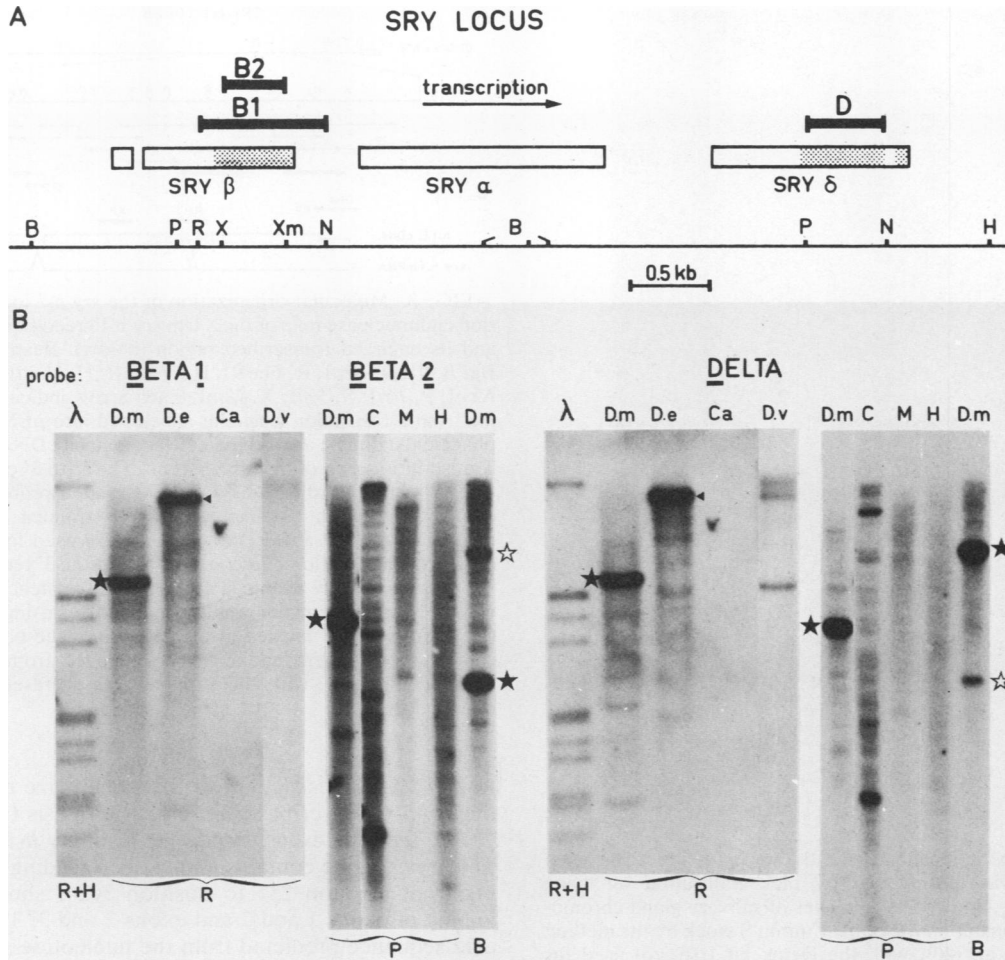 A
SRY LOCUS
B2
B1
transcription
D
SRY β
SRY α
SRY δ
B P R X Xm N B P N H
0.5 kb
B
probe: BETA 1 BETA 2 DELTA
λ D.m D.e Ca D.v D.m C M H D.m λ D.m D.e Ca D.v D.m C M H D.m
R+H R P B R+H R P B